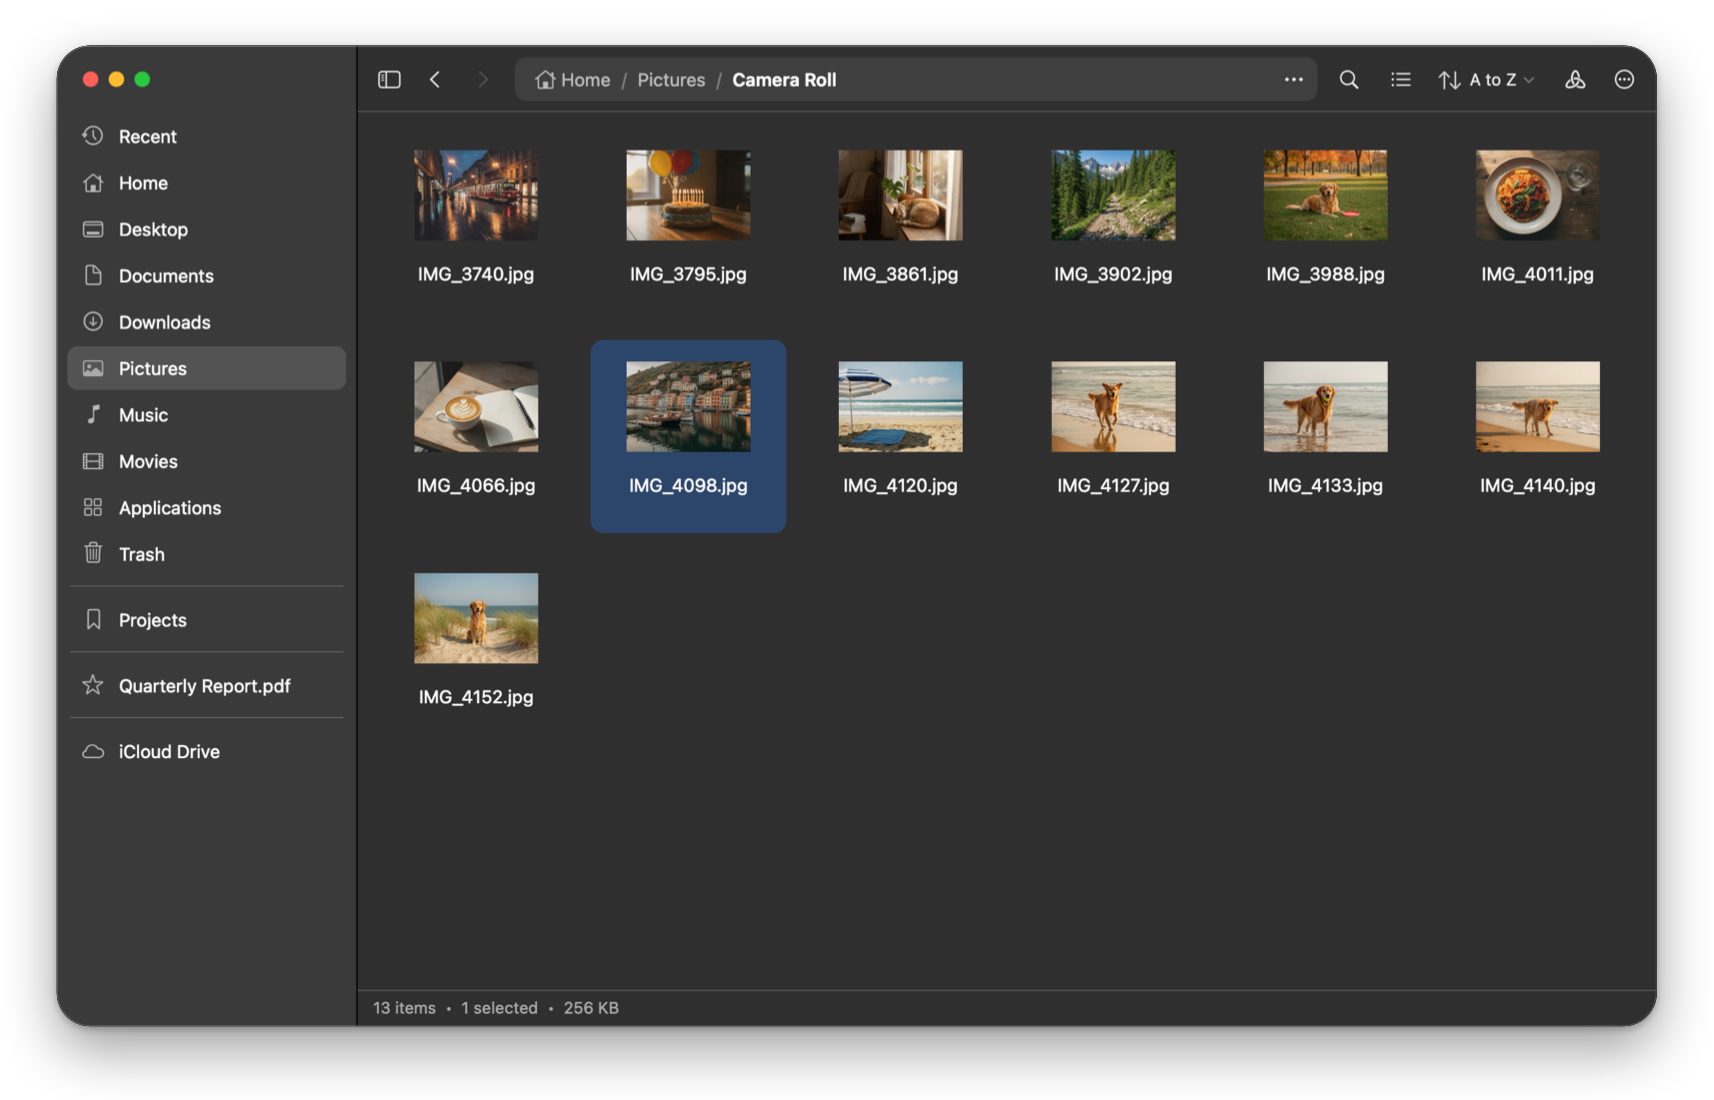 Home / Pictures / Camera Roll
A to Z
Recent
Home
Desktop
Documents
Downloads
Pictures
Music
Movies
Applications
Trash
Projects
Quarterly Report.pdf
iCloud Drive
IMG_3740.jpg
IMG_3795.jpg
IMG_3861.jpg
IMG_3902.jpg
IMG_3988.jpg
IMG_4011.jpg
IMG_4066.jpg
IMG_4098.jpg
IMG_4120.jpg
IMG_4127.jpg
IMG_4133.jpg
IMG_4140.jpg
IMG_4152.jpg
13 items • 1 selected • 256 KB